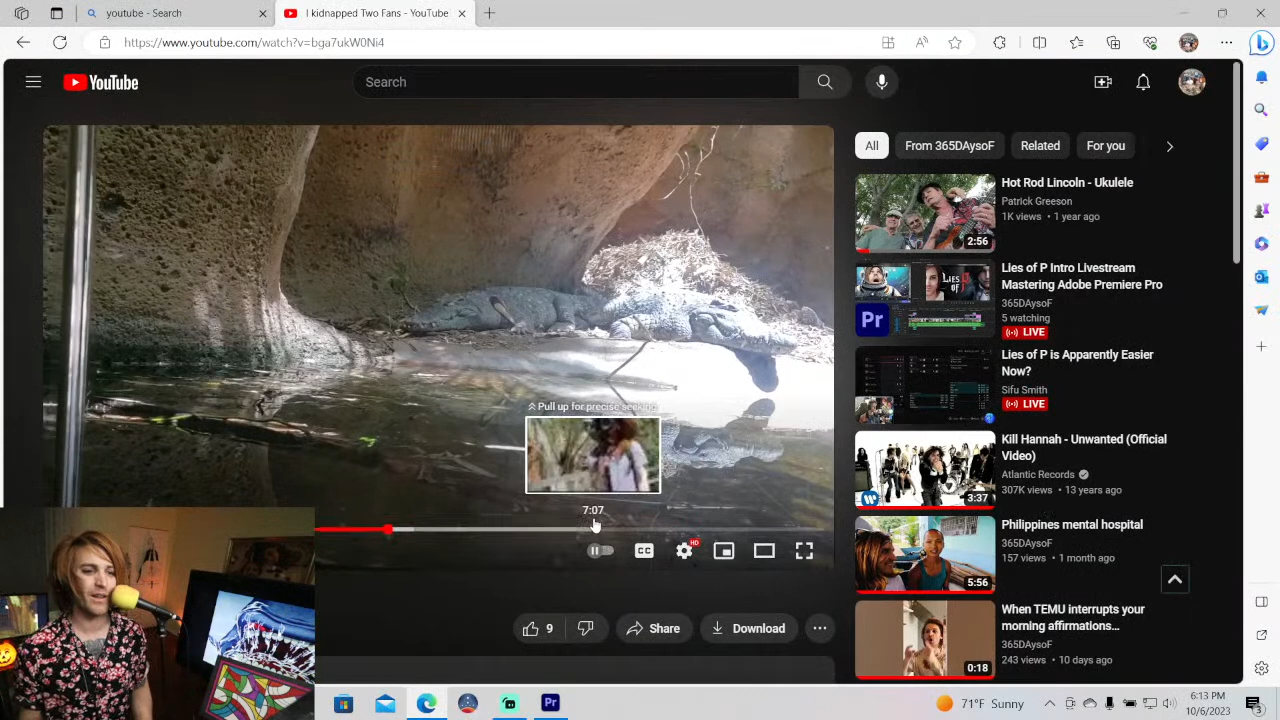 youtube - Search
I kidnapped Two Fans - YouTube
https://www.youtube.com/watch?v=bga7ukW0Ni4
YouTube
Search
All
From 365DAysoF
Related
For you
Hot Rod Lincoln - Ukulele
Patrick Greeson
1K views • 1 year ago
2:56
Lies of P Intro Livestream
Mastering Adobe Premiere Pro
365DAysoF
5 watching
LIVE
Pr
Lies of P is Apparently Easier
Now?
Sifu Smith
LIVE
Kill Hannah - Unwanted (Official
Video)
Atlantic Records
307K views • 13 years ago
3:37
Philippines mental hospital
365DAysoF
157 views • 1 month ago
5:56
When TEMU interrupts your
morning affirmations...
365DAysoF
243 views • 10 days ago
0:18
Pull up for precise seeking
7:07
CC
HD
9
Share
Download
Pr
71°F Sunny
6:13 PM
10/6/2023
3